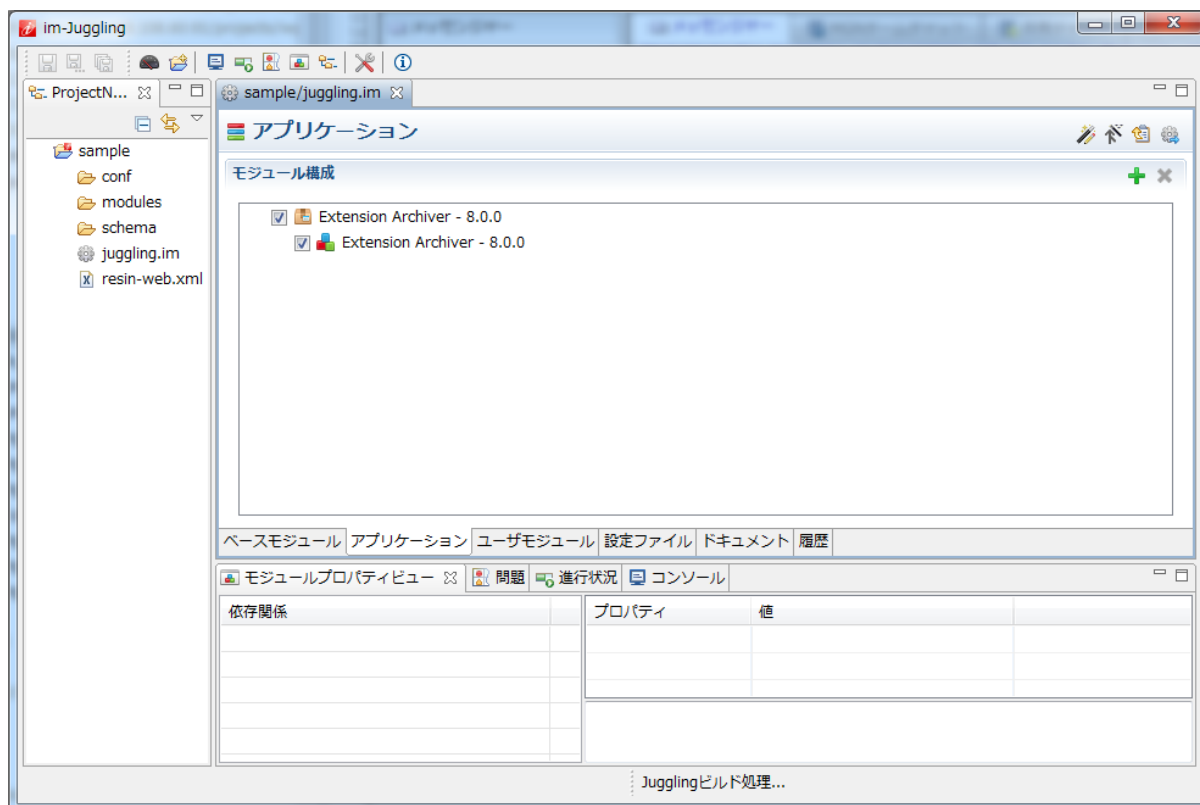 im-Juggling
ProjectN...
sample/juggling.im
sample
conf
modules
schema
juggling.im
resin-web.xml
アプリケーション
モジュール構成
Extension Archiver - 8.0.0
Extension Archiver - 8.0.0
ベースモジュール アプリケーション ユーザモジュール 設定ファイル ドキュメント 履歴
モジュールプロパティビュー 問題 進行状況 コンソール
依存関係 プロパティ 値
Jugglingビルド処理...